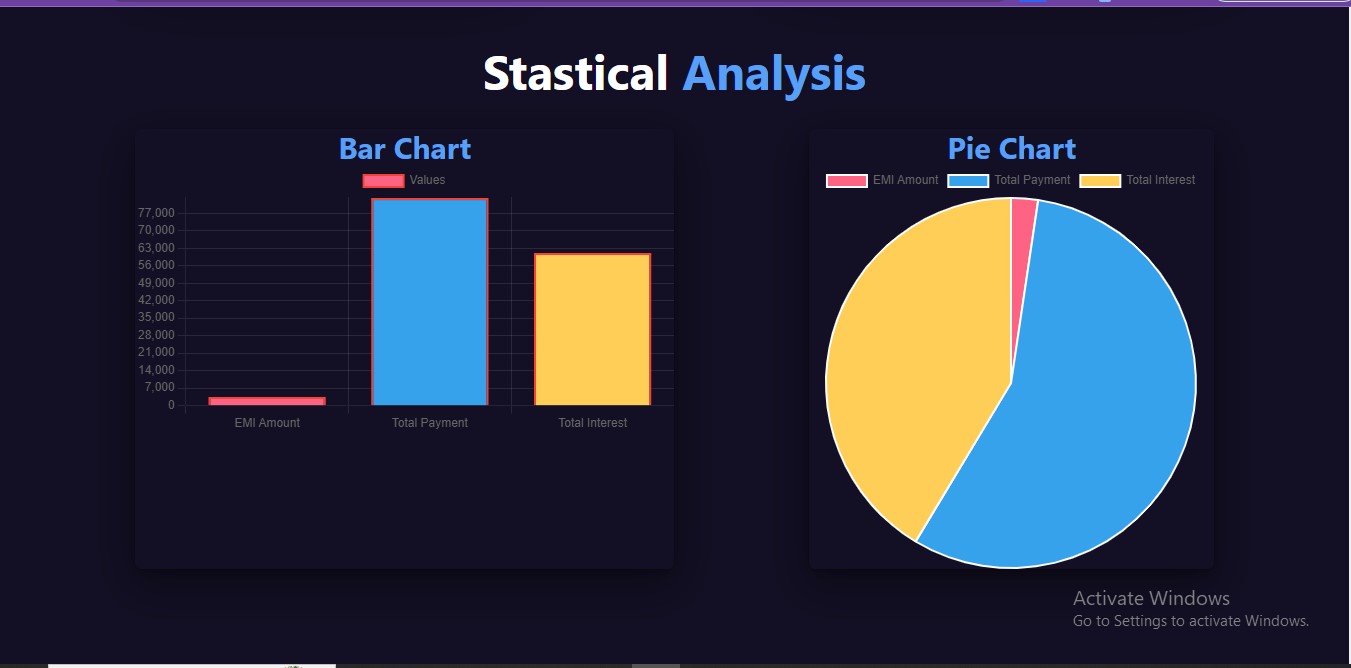 Stastical Analysis
Bar Chart
Values
77,000
70,000
63,000
56,000
49,000
42,000
35,000
28,000
21,000
14,000
7,000
0
EMI Amount Total Payment Total Interest
Pie Chart
EMI Amount Total Payment Total Interest
Activate Windows
Go to Settings to activate Windows.